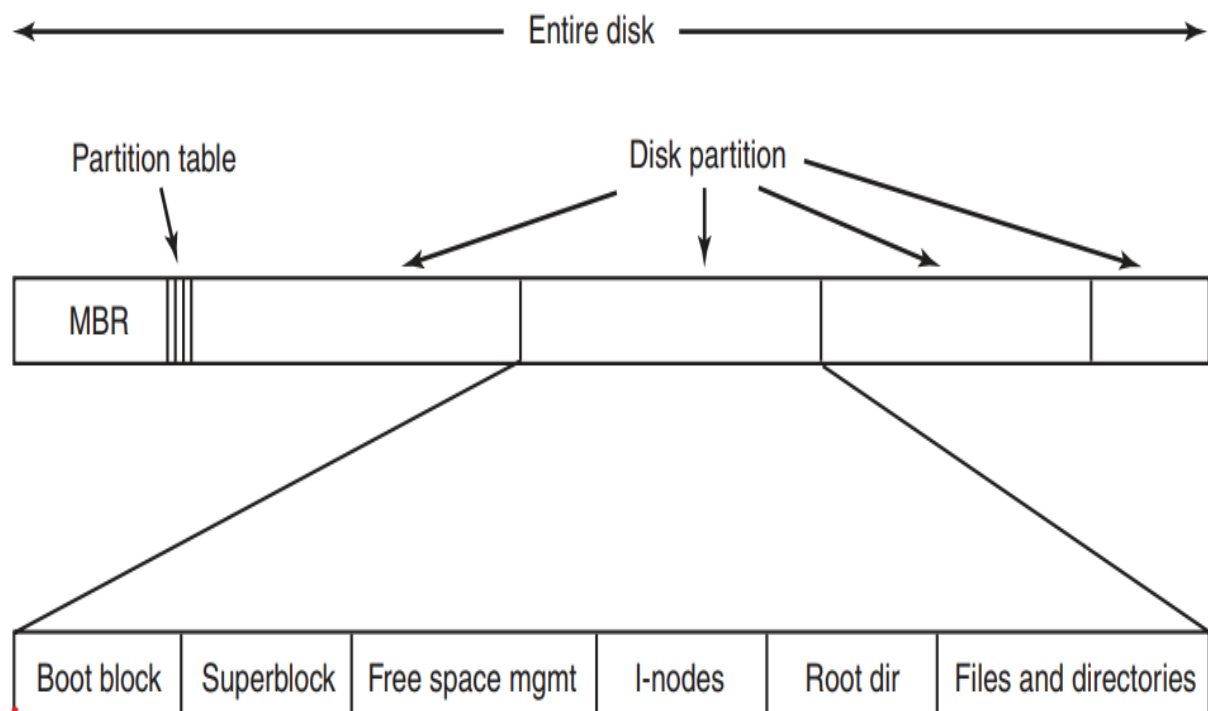 Entire disk
Partition table
Disk partition
MBR
Boot block
Superblock
Free space mgmt
I-nodes
Root dir
Files and directories